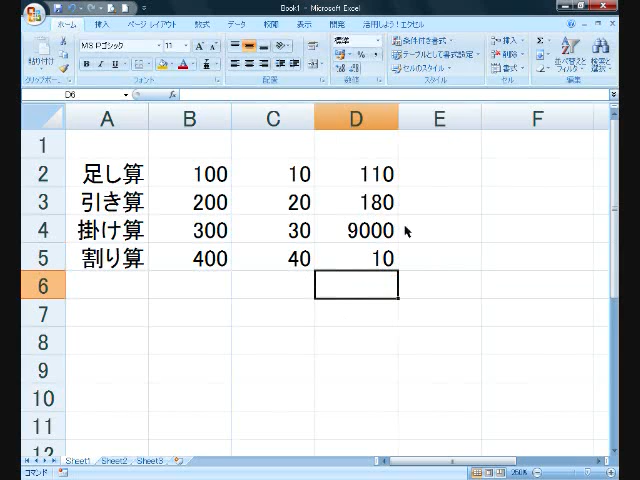 Book1 - Microsoft Excel
ホーム 挿入 ページ レイアウト 数式 データ 校閲 表示 開発 活用しよう!エクセル
MS Pゴシック 11 標準 条件付き書式 挿入 Σ
貼り付け テーブルとして書式設定 削除 並べ替えと 検索と
B I U セルのスタイル 書式 フィルタ 選択
クリップボー フォント 配置 数値 スタイル セル 編集
D6 fx
A B C D E F
1
2 足し算 100 10 110
3 引き算 200 20 180
4 掛け算 300 30 9000
5 割り算 400 40 10
6
7
8
9
10
11
12
Sheet1 Sheet2 Sheet3
コマンド 260%